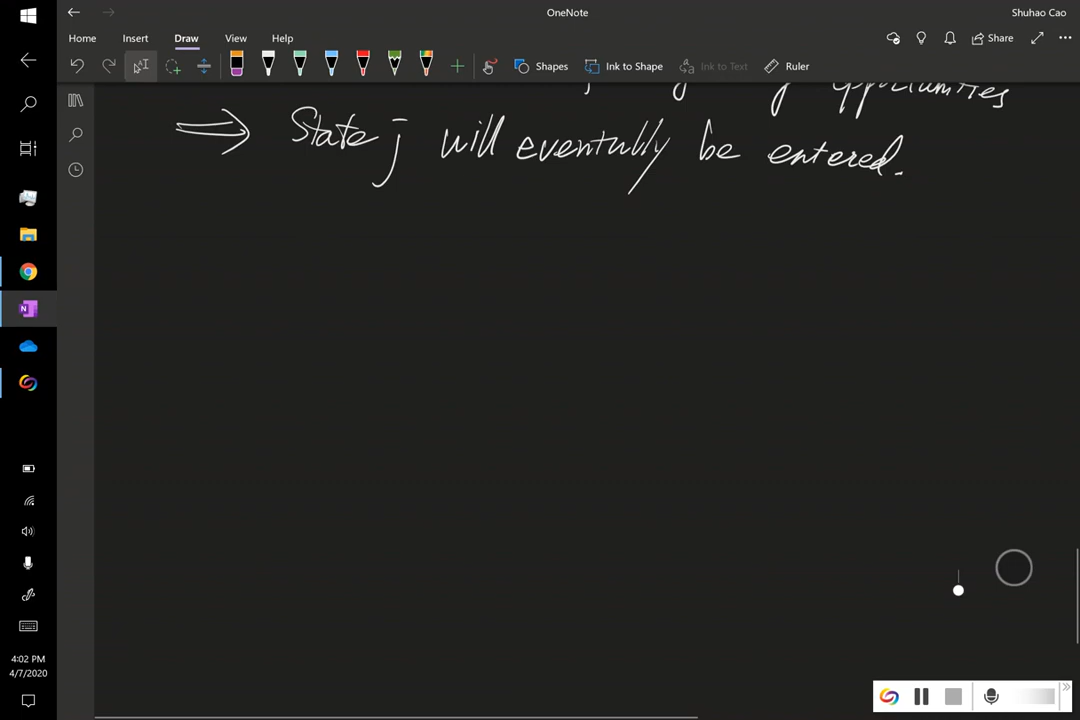 OneNote
Shuhao Cao
Home Insert Draw View Help
Share
Shapes Ink to Shape Ink to Text Ruler
opportunities
⇒ State j will eventually be entered.
4:02 PM
4/7/2020